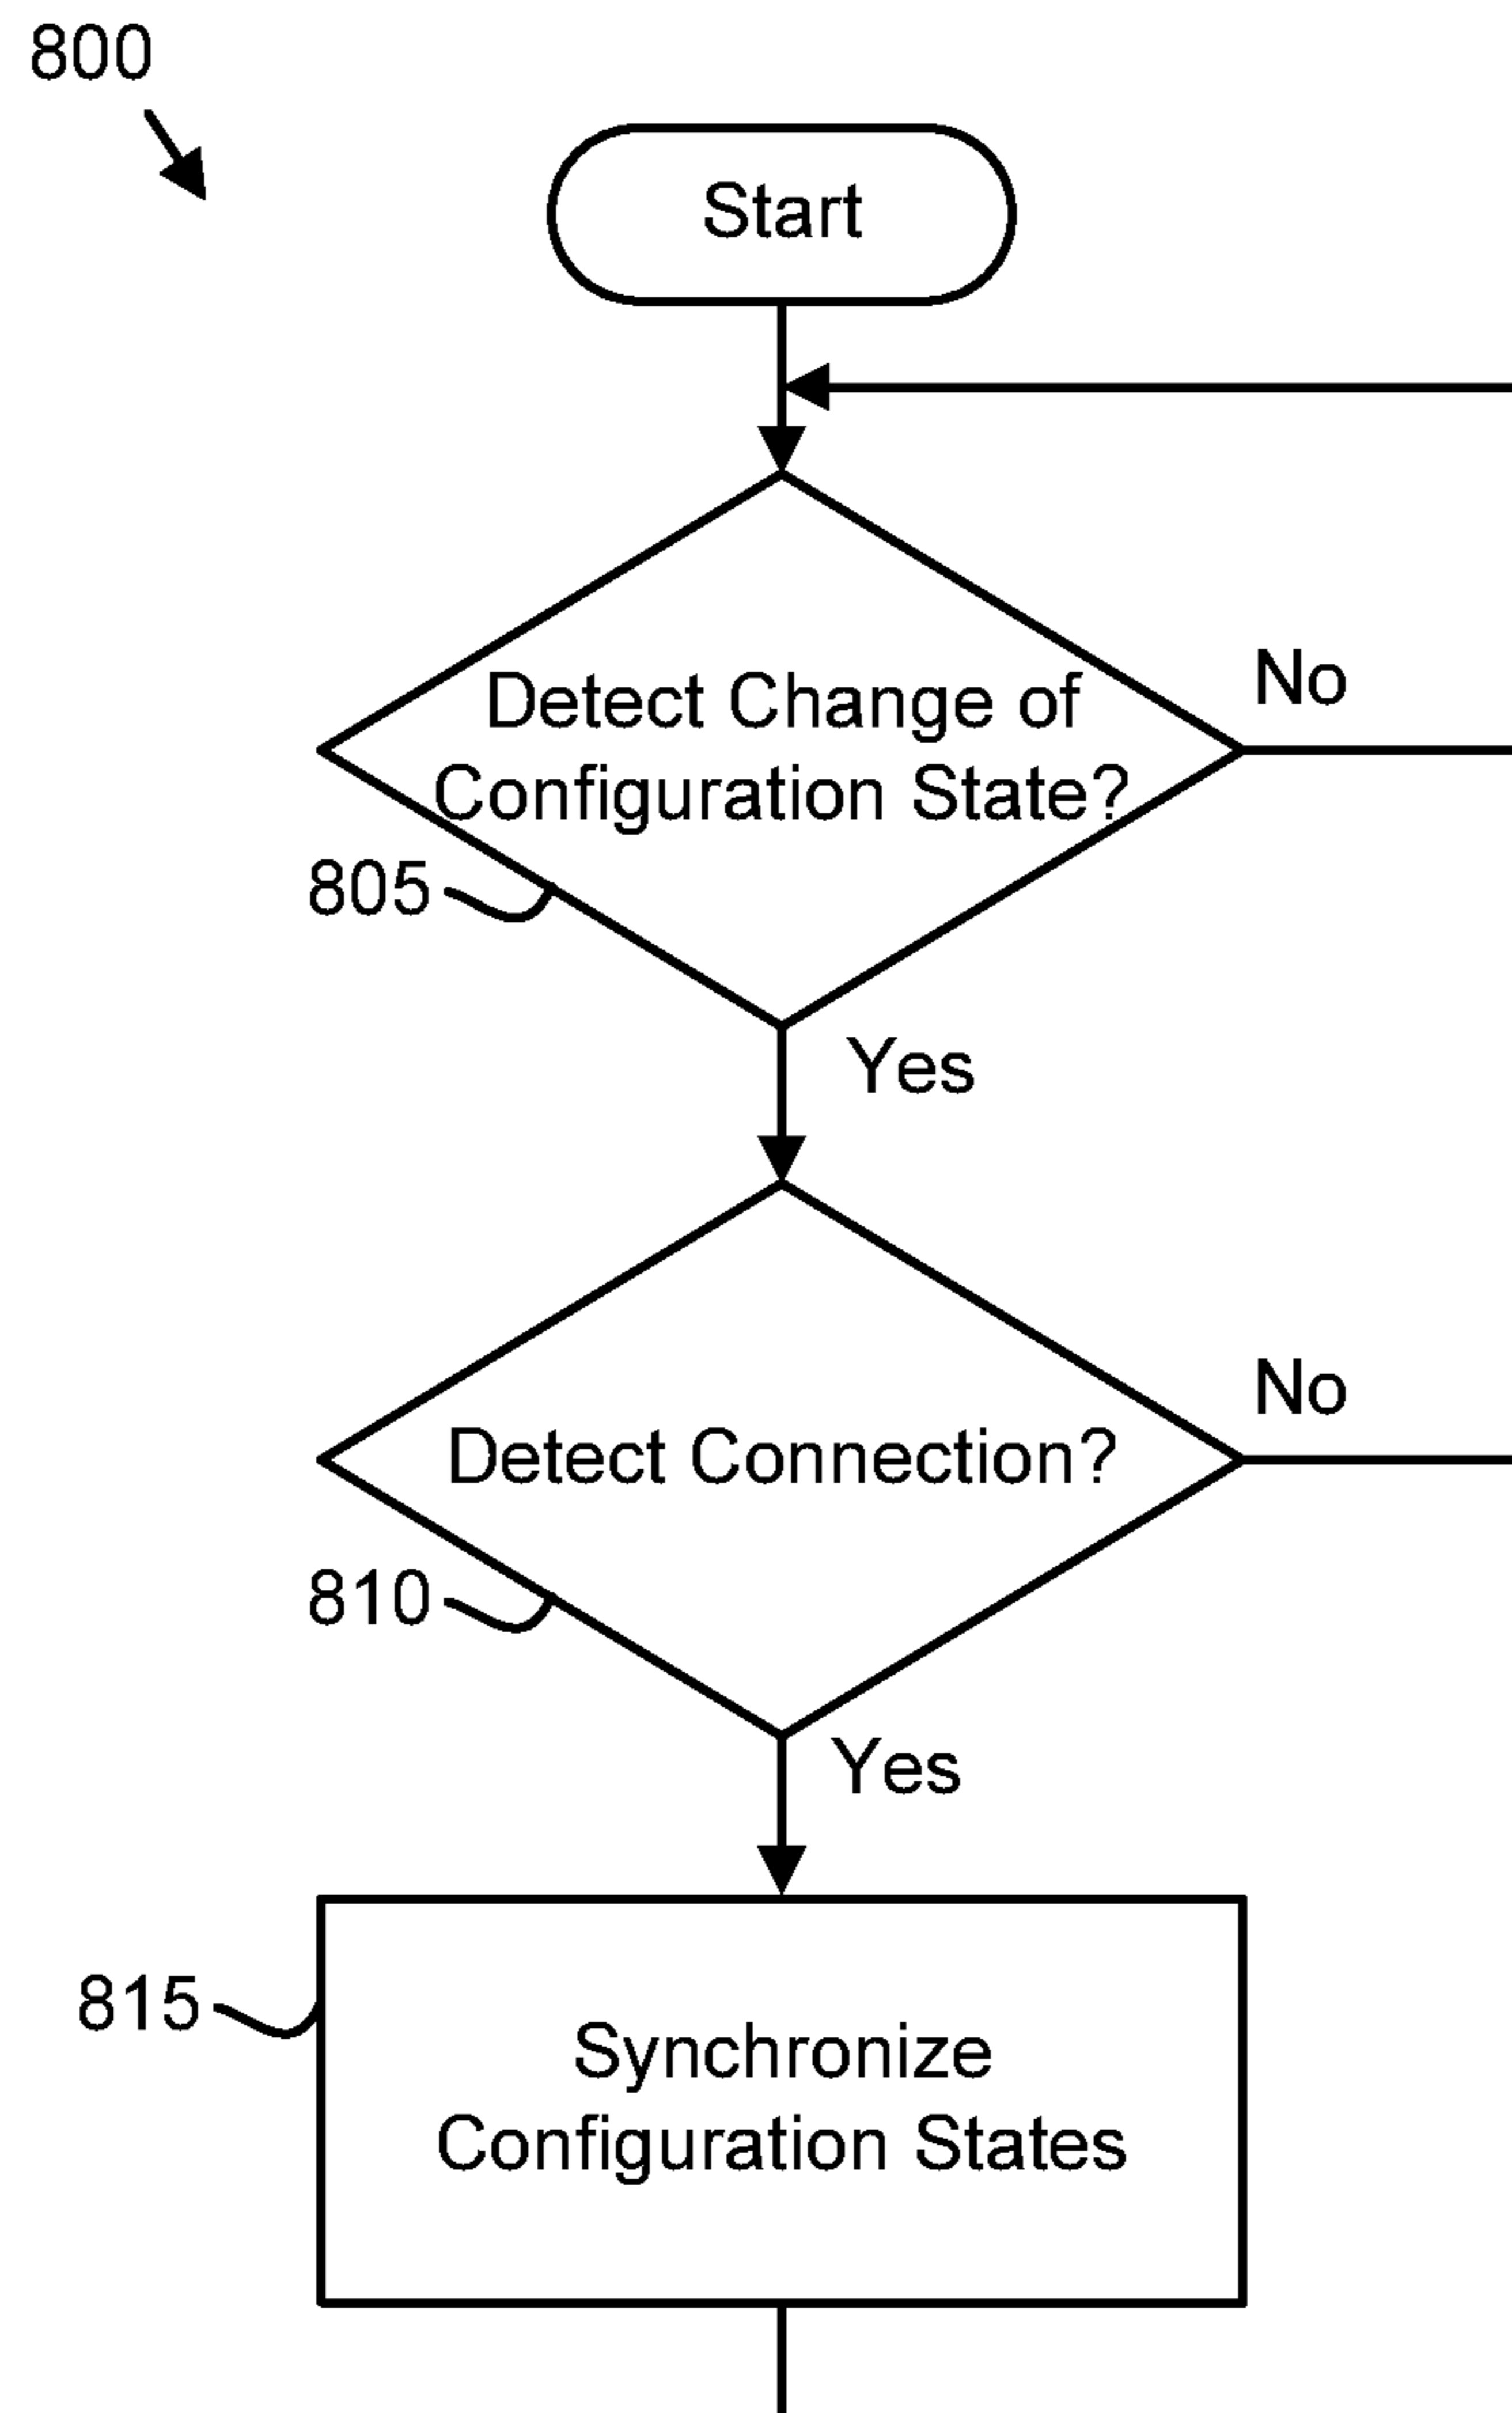 800
Start
Detect Change of
Configuration State?
No
805
Yes
Detect Connection?
No
810
Yes
815
Synchronize
Configuration States